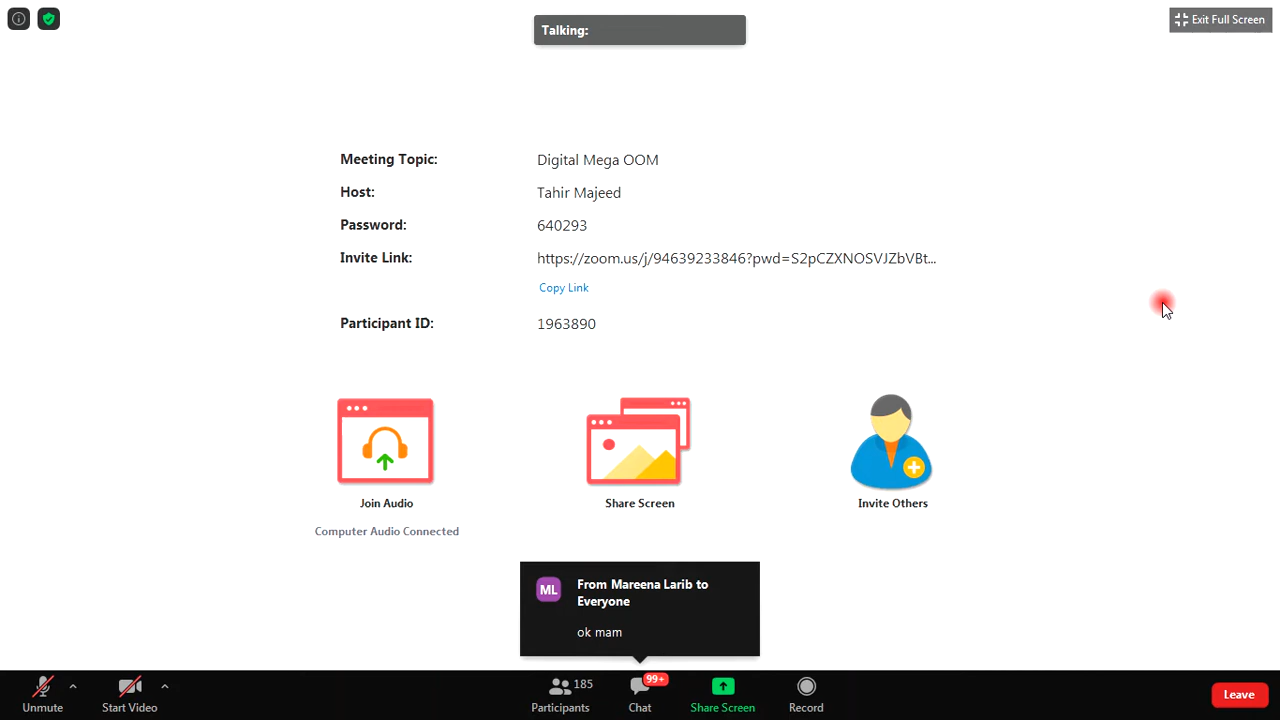 Talking:
Exit Full Screen
Meeting Topic: Digital Mega OOM
Host: Tahir Majeed
Password: 640293
Invite Link: https://zoom.us/j/94639233846?pwd=S2pCZXNOSVJZbVBt...
Copy Link
Participant ID: 1963890
Join Audio
Share Screen
Invite Others
Computer Audio Connected
ML
From Mareena Larib to
Everyone
ok mam
185
99+
Unmute
Start Video
Participants
Chat
Share Screen
Record
Leave